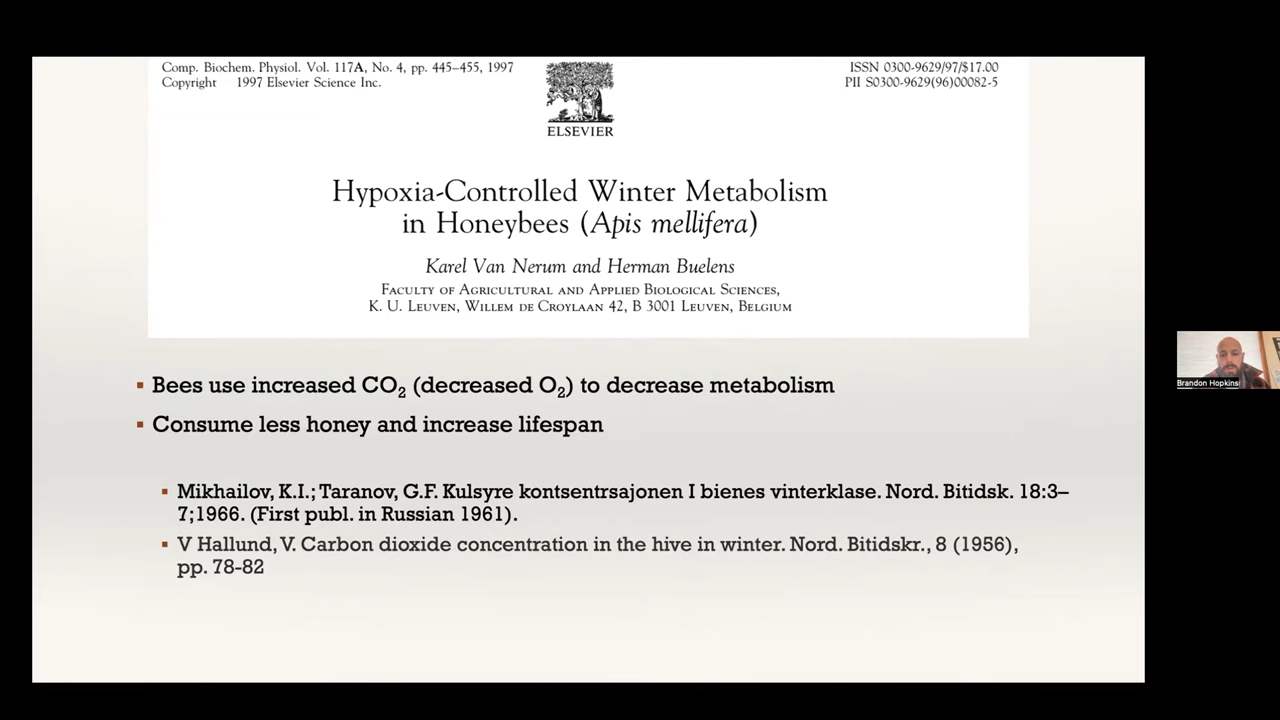 Comp. Biochem. Physiol. Vol. 117A, No. 4, pp. 445–455, 1997
Copyright 1997 Elsevier Science Inc.
ISSN 0300-9629/97/$17.00
PII S0300-9629(96)00082-5
ELSEVIER
Hypoxia-Controlled Winter Metabolism
in Honeybees (Apis mellifera)
Karel Van Nerum and Herman Buelens
Faculty of Agricultural and Applied Biological Sciences,
K. U. Leuven, Willem de Croylaan 42, B 3001 Leuven, Belgium
▪ Bees use increased CO₂ (decreased O₂) to decrease metabolism
▪ Consume less honey and increase lifespan
▪ Mikhailov, K.I.; Taranov, G.F. Kulsyre kontsentrsajonen I bienes vinterklase. Nord. Bitidsk. 18:3–
7;1966. (First publ. in Russian 1961).
▪ V Hallund, V. Carbon dioxide concentration in the hive in winter. Nord. Bitidskr., 8 (1956),
pp. 78-82
Brandon Hopkins